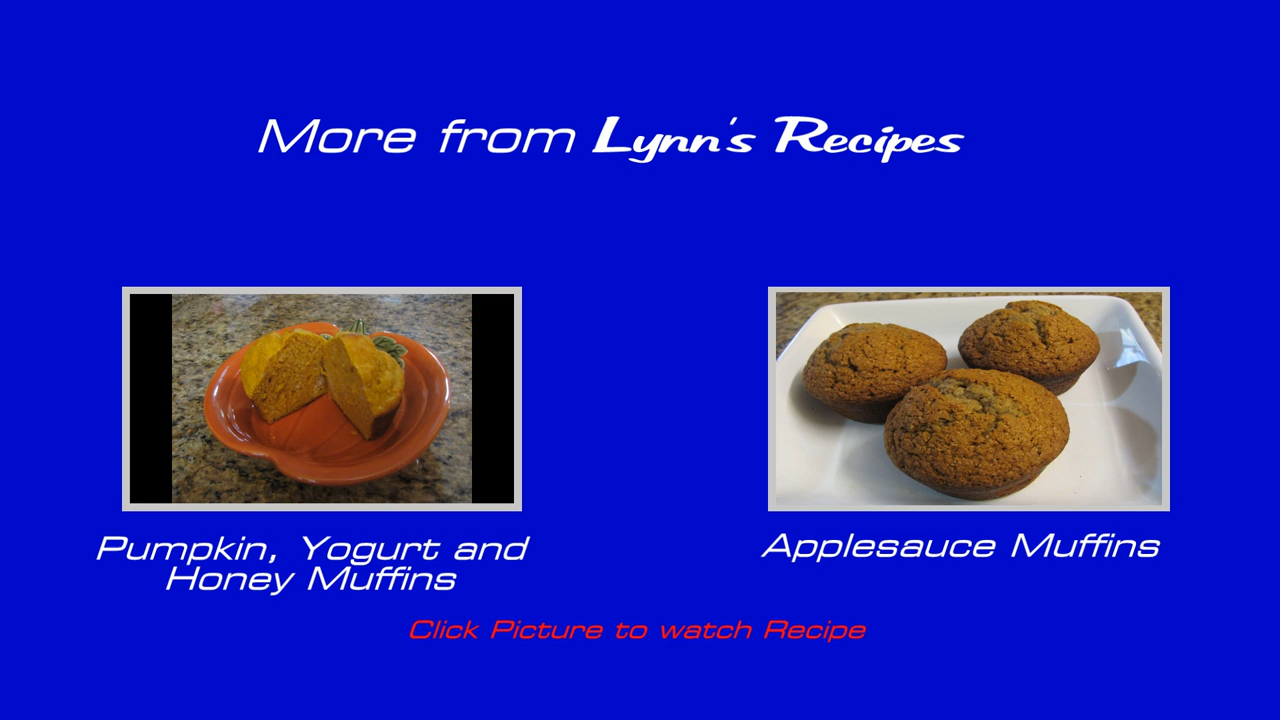 More from Lynn's Recipes
Pumpkin, Yogurt and
Honey Muffins
Applesauce Muffins
Click Picture to watch Recipe